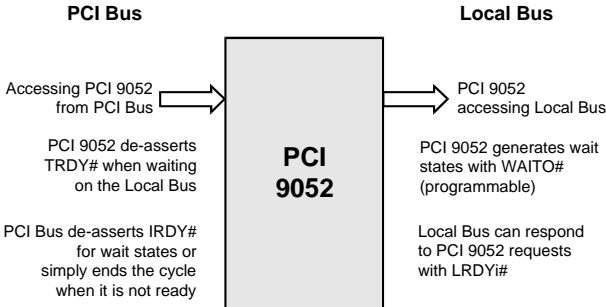 PCI Bus
Local Bus
Accessing PCI 9052
from PCI Bus
PCI 9052 de-asserts
TRDY# when waiting
on the Local Bus
PCI Bus de-asserts IRDY#
for wait states or
simply ends the cycle
when it is not ready
PCI
9052
PCI 9052
accessing Local Bus
PCI 9052 generates wait
states with WAITO#
(programmable)
Local Bus can respond
to PCI 9052 requests
with LRDYi#